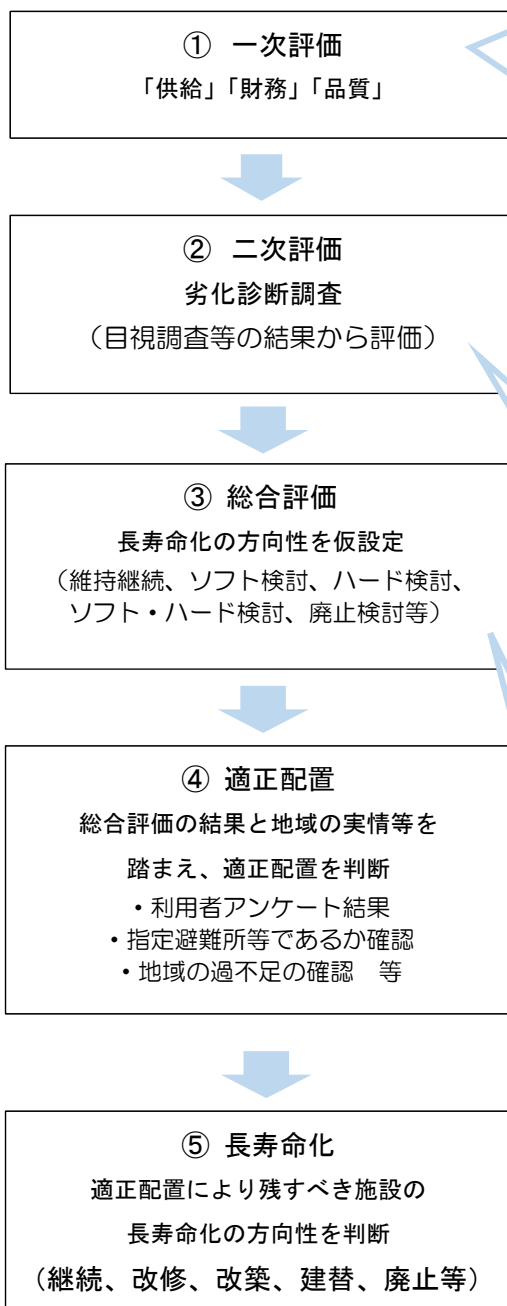 ① 一次評価
「供給」「財務」「品質」
② 二次評価
劣化診断調査
（目視調査等の結果から評価）
③ 総合評価
長寿命化の方向性を仮設定
（維持継続、ソフト検討、ハード検討、
ソフト・ハード検討、廃止検討等）
④ 適正配置
総合評価の結果と地域の実情等を
踏まえ、適正配置を判断
・利用者アンケート結果
・指定避難所等であるか確認
・地域の過不足の確認　等
⑤ 長寿命化
適正配置により残すべき施設の
長寿命化の方向性を判断
（継続、改修、改築、建替、廃止等）